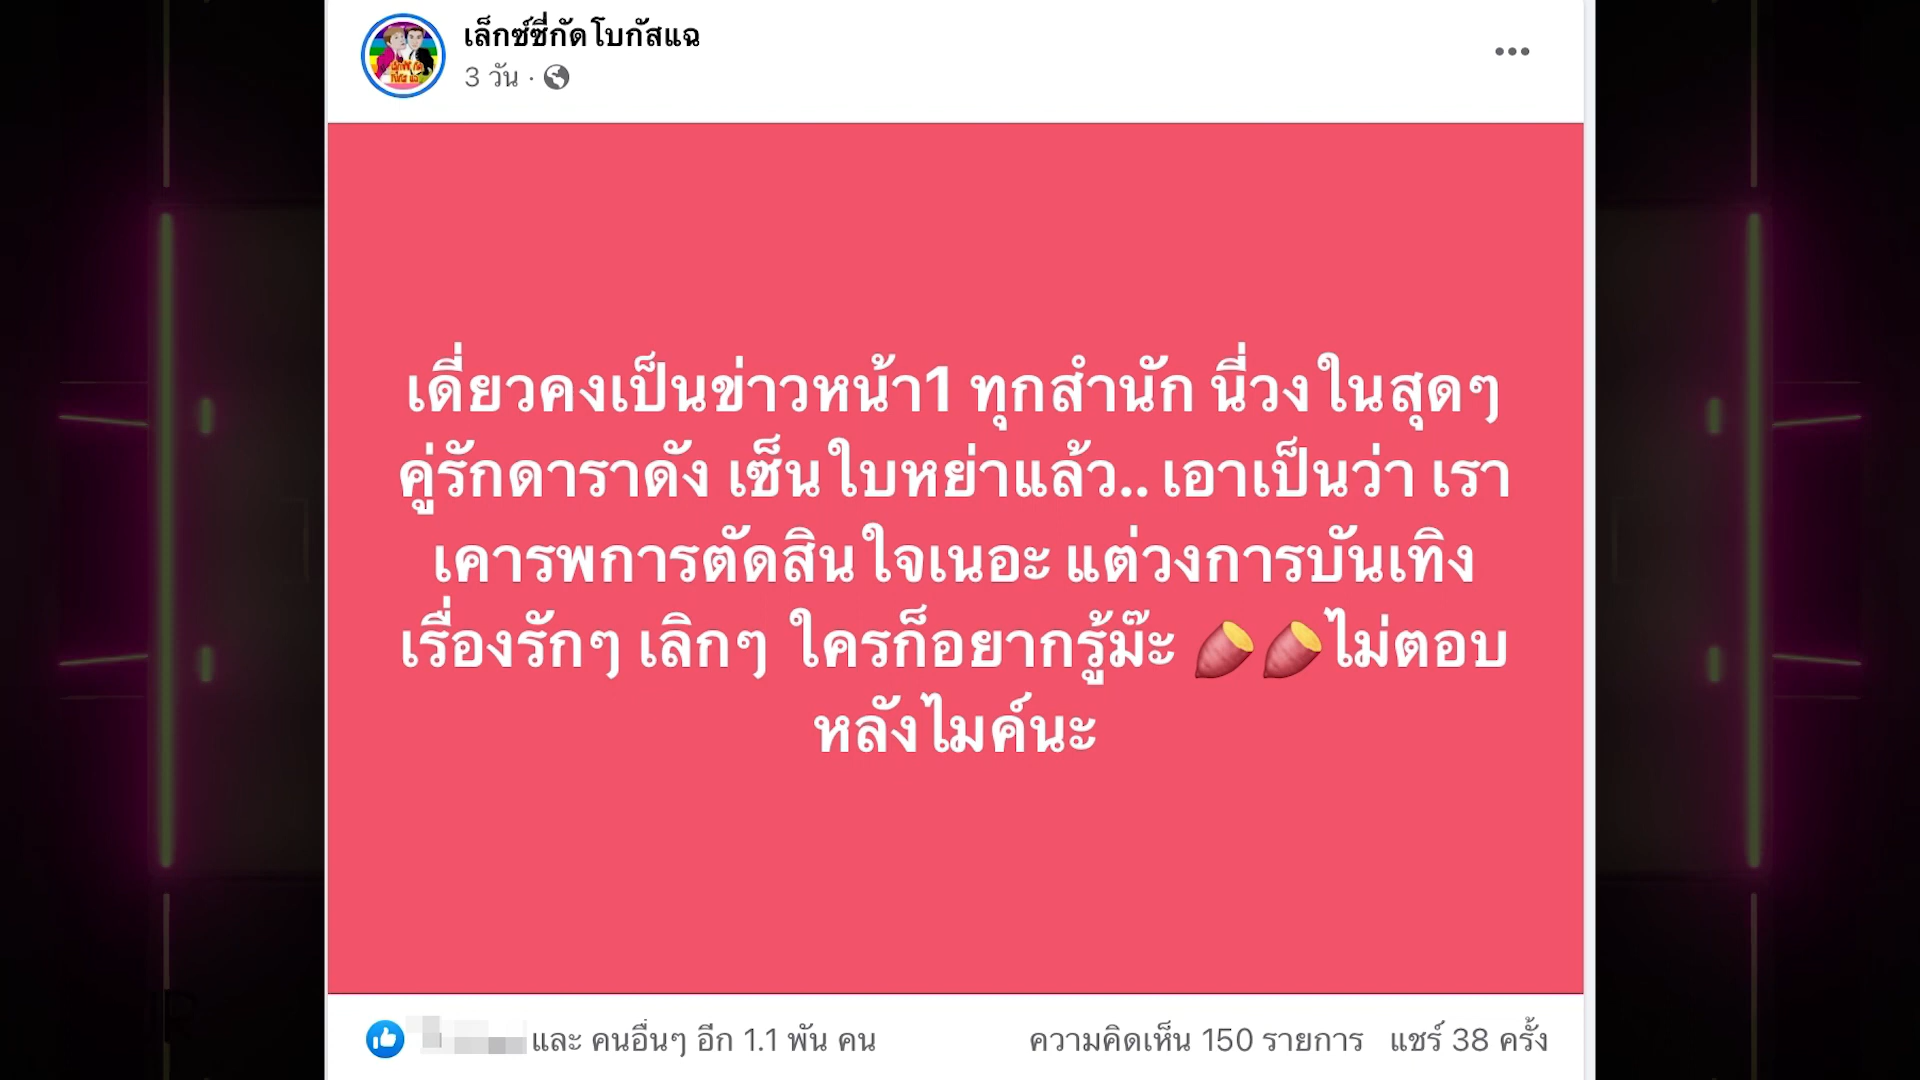 เล็กซ์ซี่กัดโบกัสแฉ
3 วัน ·
เดี่ยวคงเป็นข่าวหน้า1 ทุกสำนัก นี่วงในสุดๆ
คู่รักดาราดัง เซ็นใบหย่าแล้ว.. เอาเป็นว่า เรา
เคารพการตัดสินใจเนอะ แต่วงการบันเทิง
เรื่องรักๆ เลิกๆ ใครก็อยากรู้ม๊ะ 🍠🍠ไม่ตอบ
หลังไมค์นะ
และ คนอื่นๆ อีก 1.1 พัน คน
ความคิดเห็น 150 รายการ แชร์ 38 ครั้ง